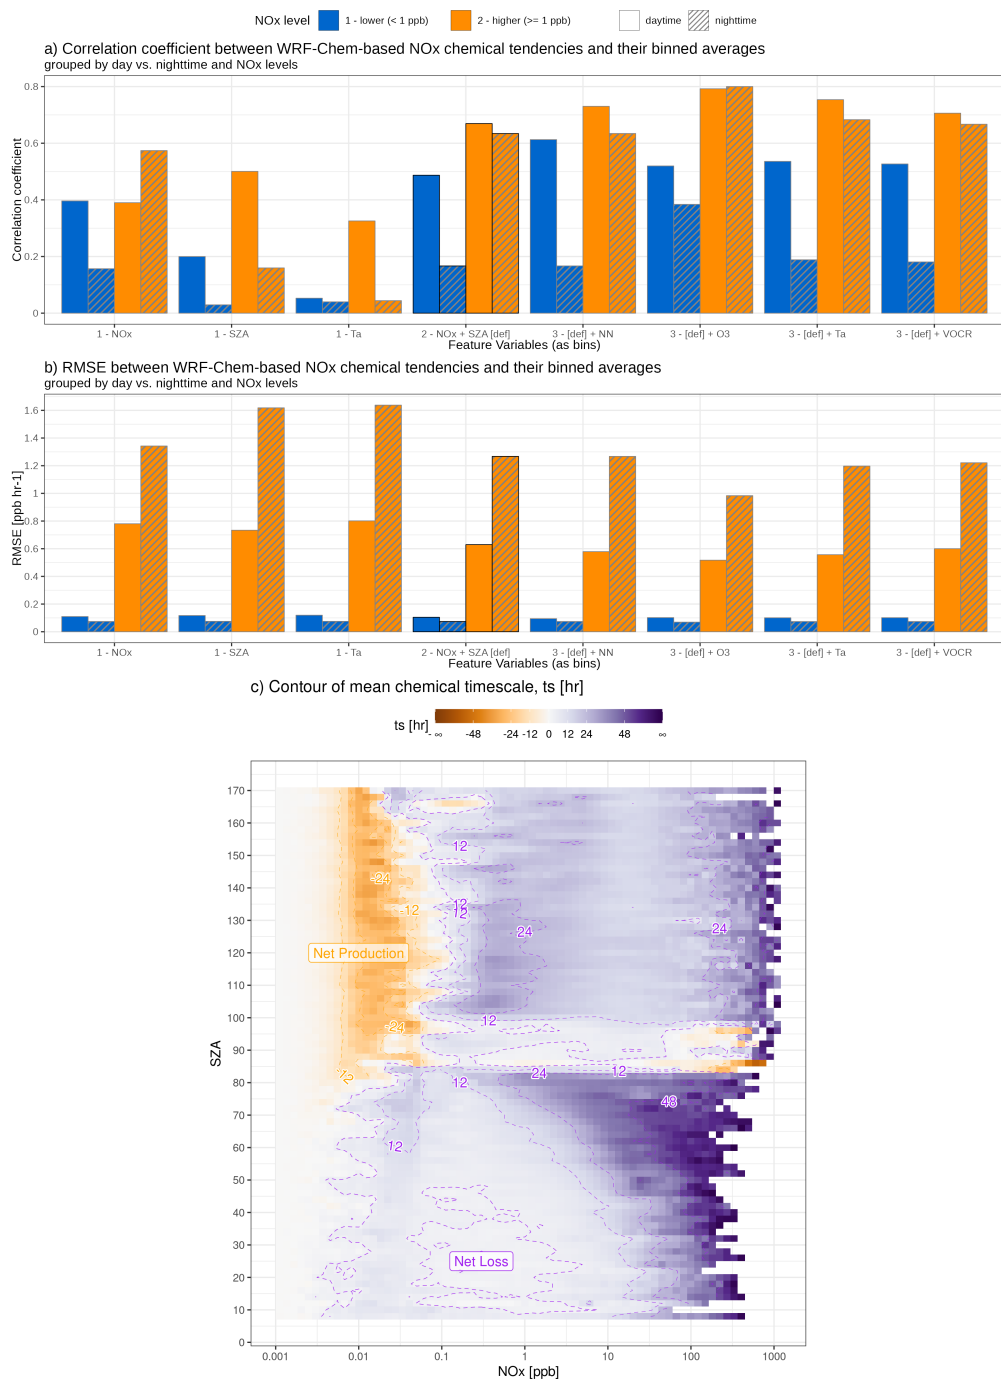 NOx level 1 - lower (< 1 ppb) 2 - higher (>= 1 ppb) daytime nighttime
a) Correlation coefficient between WRF-Chem-based NOx chemical tendencies and their binned averages
grouped by day vs. nighttime and NOx levels
Correlation coefficient
0.8
0.6
0.4
0.2
0
1 - NOx 1 - SZA 1 - Ta 2 - NOx + SZA [def] 3 - [def] + NN 3 - [def] + O3 3 - [def] + Ta 3 - [def] + VOCR
Feature Variables (as bins)
b) RMSE between WRF-Chem-based NOx chemical tendencies and their binned averages
grouped by day vs. nighttime and NOx levels
RMSE [ppb hr-1]
1.6
1.4
1.2
1
0.8
0.6
0.4
0.2
0
1 - NOx 1 - SZA 1 - Ta 2 - NOx + SZA [def] 3 - [def] + NN 3 - [def] + O3 3 - [def] + Ta 3 - [def] + VOCR
Feature Variables (as bins)
c) Contour of mean chemical timescale, ts [hr]
ts [hr]
- ∞ -48 -24 -12 0 12 24 48 ∞
SZA
170
160
150
140
130
120
110
100
90
80
70
60
50
40
30
20
10
0
12
-24
-12
12
12
24
24
Net Production
-24
12
-12
12
24
12
48
12
Net Loss
0.001 0.01 0.1 1 10 100 1000
NOx [ppb]